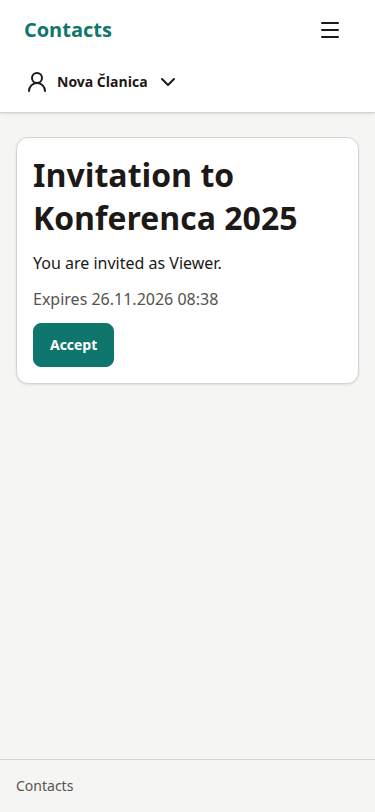 Contacts
Nova Članica
Invitation to
Konferenca 2025
You are invited as Viewer.
Expires 26.11.2026 08:38
Accept
Contacts